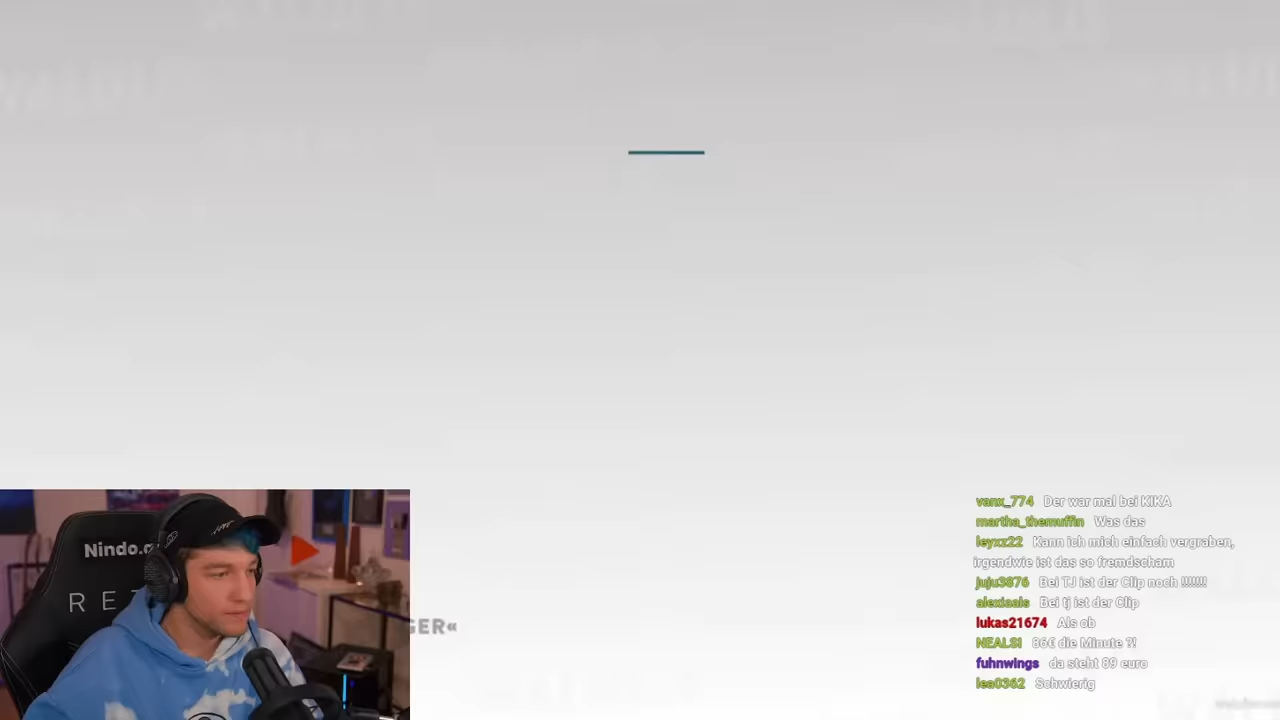 vanx_774 Der war mal bei KIKA
martha_themuffin Was das
leyxz22 Kann ich mich einfach vergraben,
irgendwie ist das so fremdscham
juju3876 Bei TJ ist der Clip noch !!!!!!!
alexisals Bei tj ist der Clip
lukas21674 Als ob
NEALSI 86€ die Minute ?!
fuhnwings da steht 89 euro
lea0362 Schwierig
Nindo.
RE
GER«